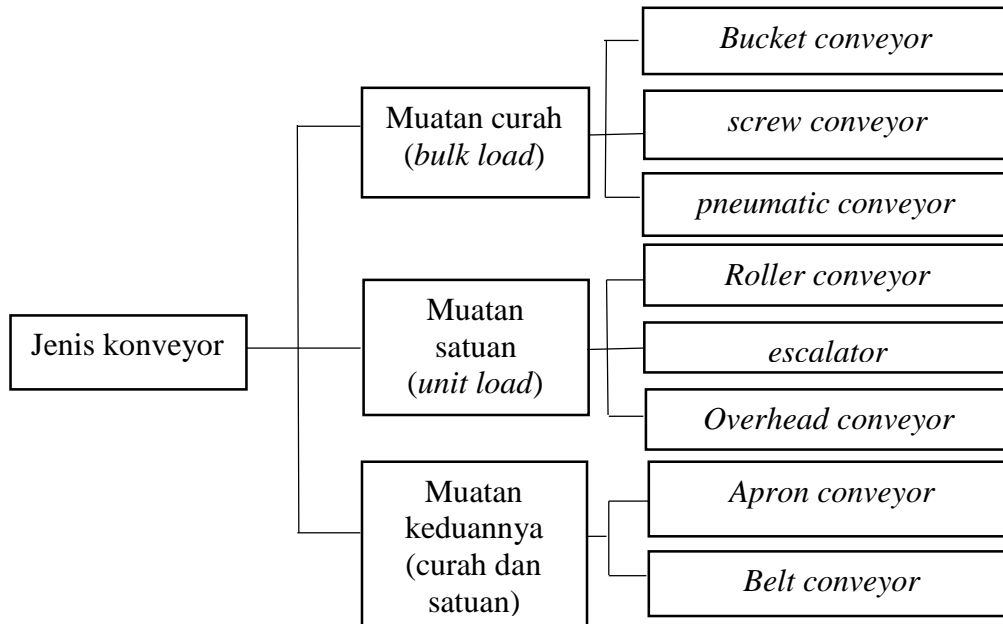 Jenis konveyor
Muatan curah
(bulk load)
Bucket conveyor
screw conveyor
pneumatic conveyor
Muatan
satuan
(unit load)
Roller conveyor
escalator
Overhead conveyor
Muatan
keduannya
(curah dan
satuan)
Apron conveyor
Belt conveyor